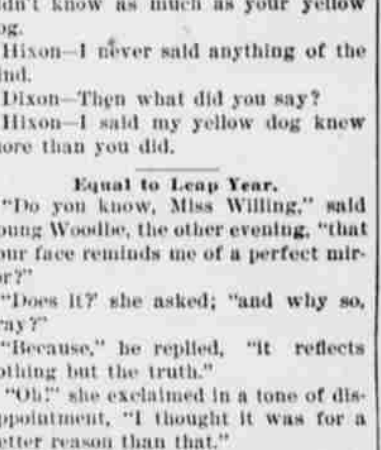 dn't know as much as your yellow
og.
Hixon—I never said anything of the
ind.
Dixon—Then what did you say?
Hixon—I said my yellow dog knew
ore than you did.
Equal to Leap Year.
"Do you know, Miss Willing," said
oung Woodlie, the other evening, "that
our face reminds me of a perfect mir-
or?"
"Does it?' she asked; "and why so,
ray?"
"Because," he replied, "it reflects
othing but the truth."
"Oh!" she exclaimed in a tone of dis-
ppointment, "I thought it was for a
etter reason than that."